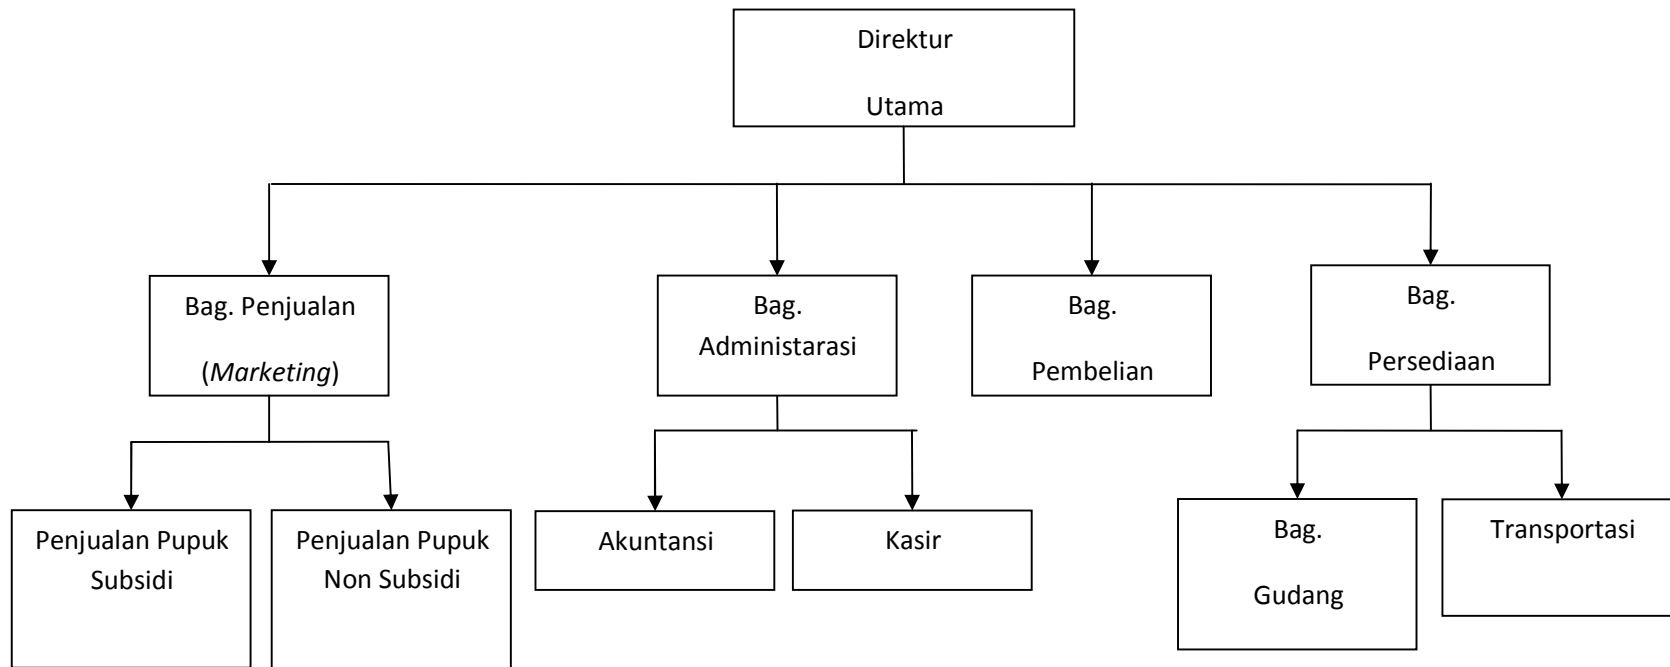 Direktur
Utama
Bag. Penjualan
(Marketing)
Bag.
Administarasi
Bag.
Pembelian
Bag.
Persediaan
Penjualan Pupuk
Subsidi
Penjualan Pupuk
Non Subsidi
Akuntansi
Kasir
Bag.
Gudang
Transportasi